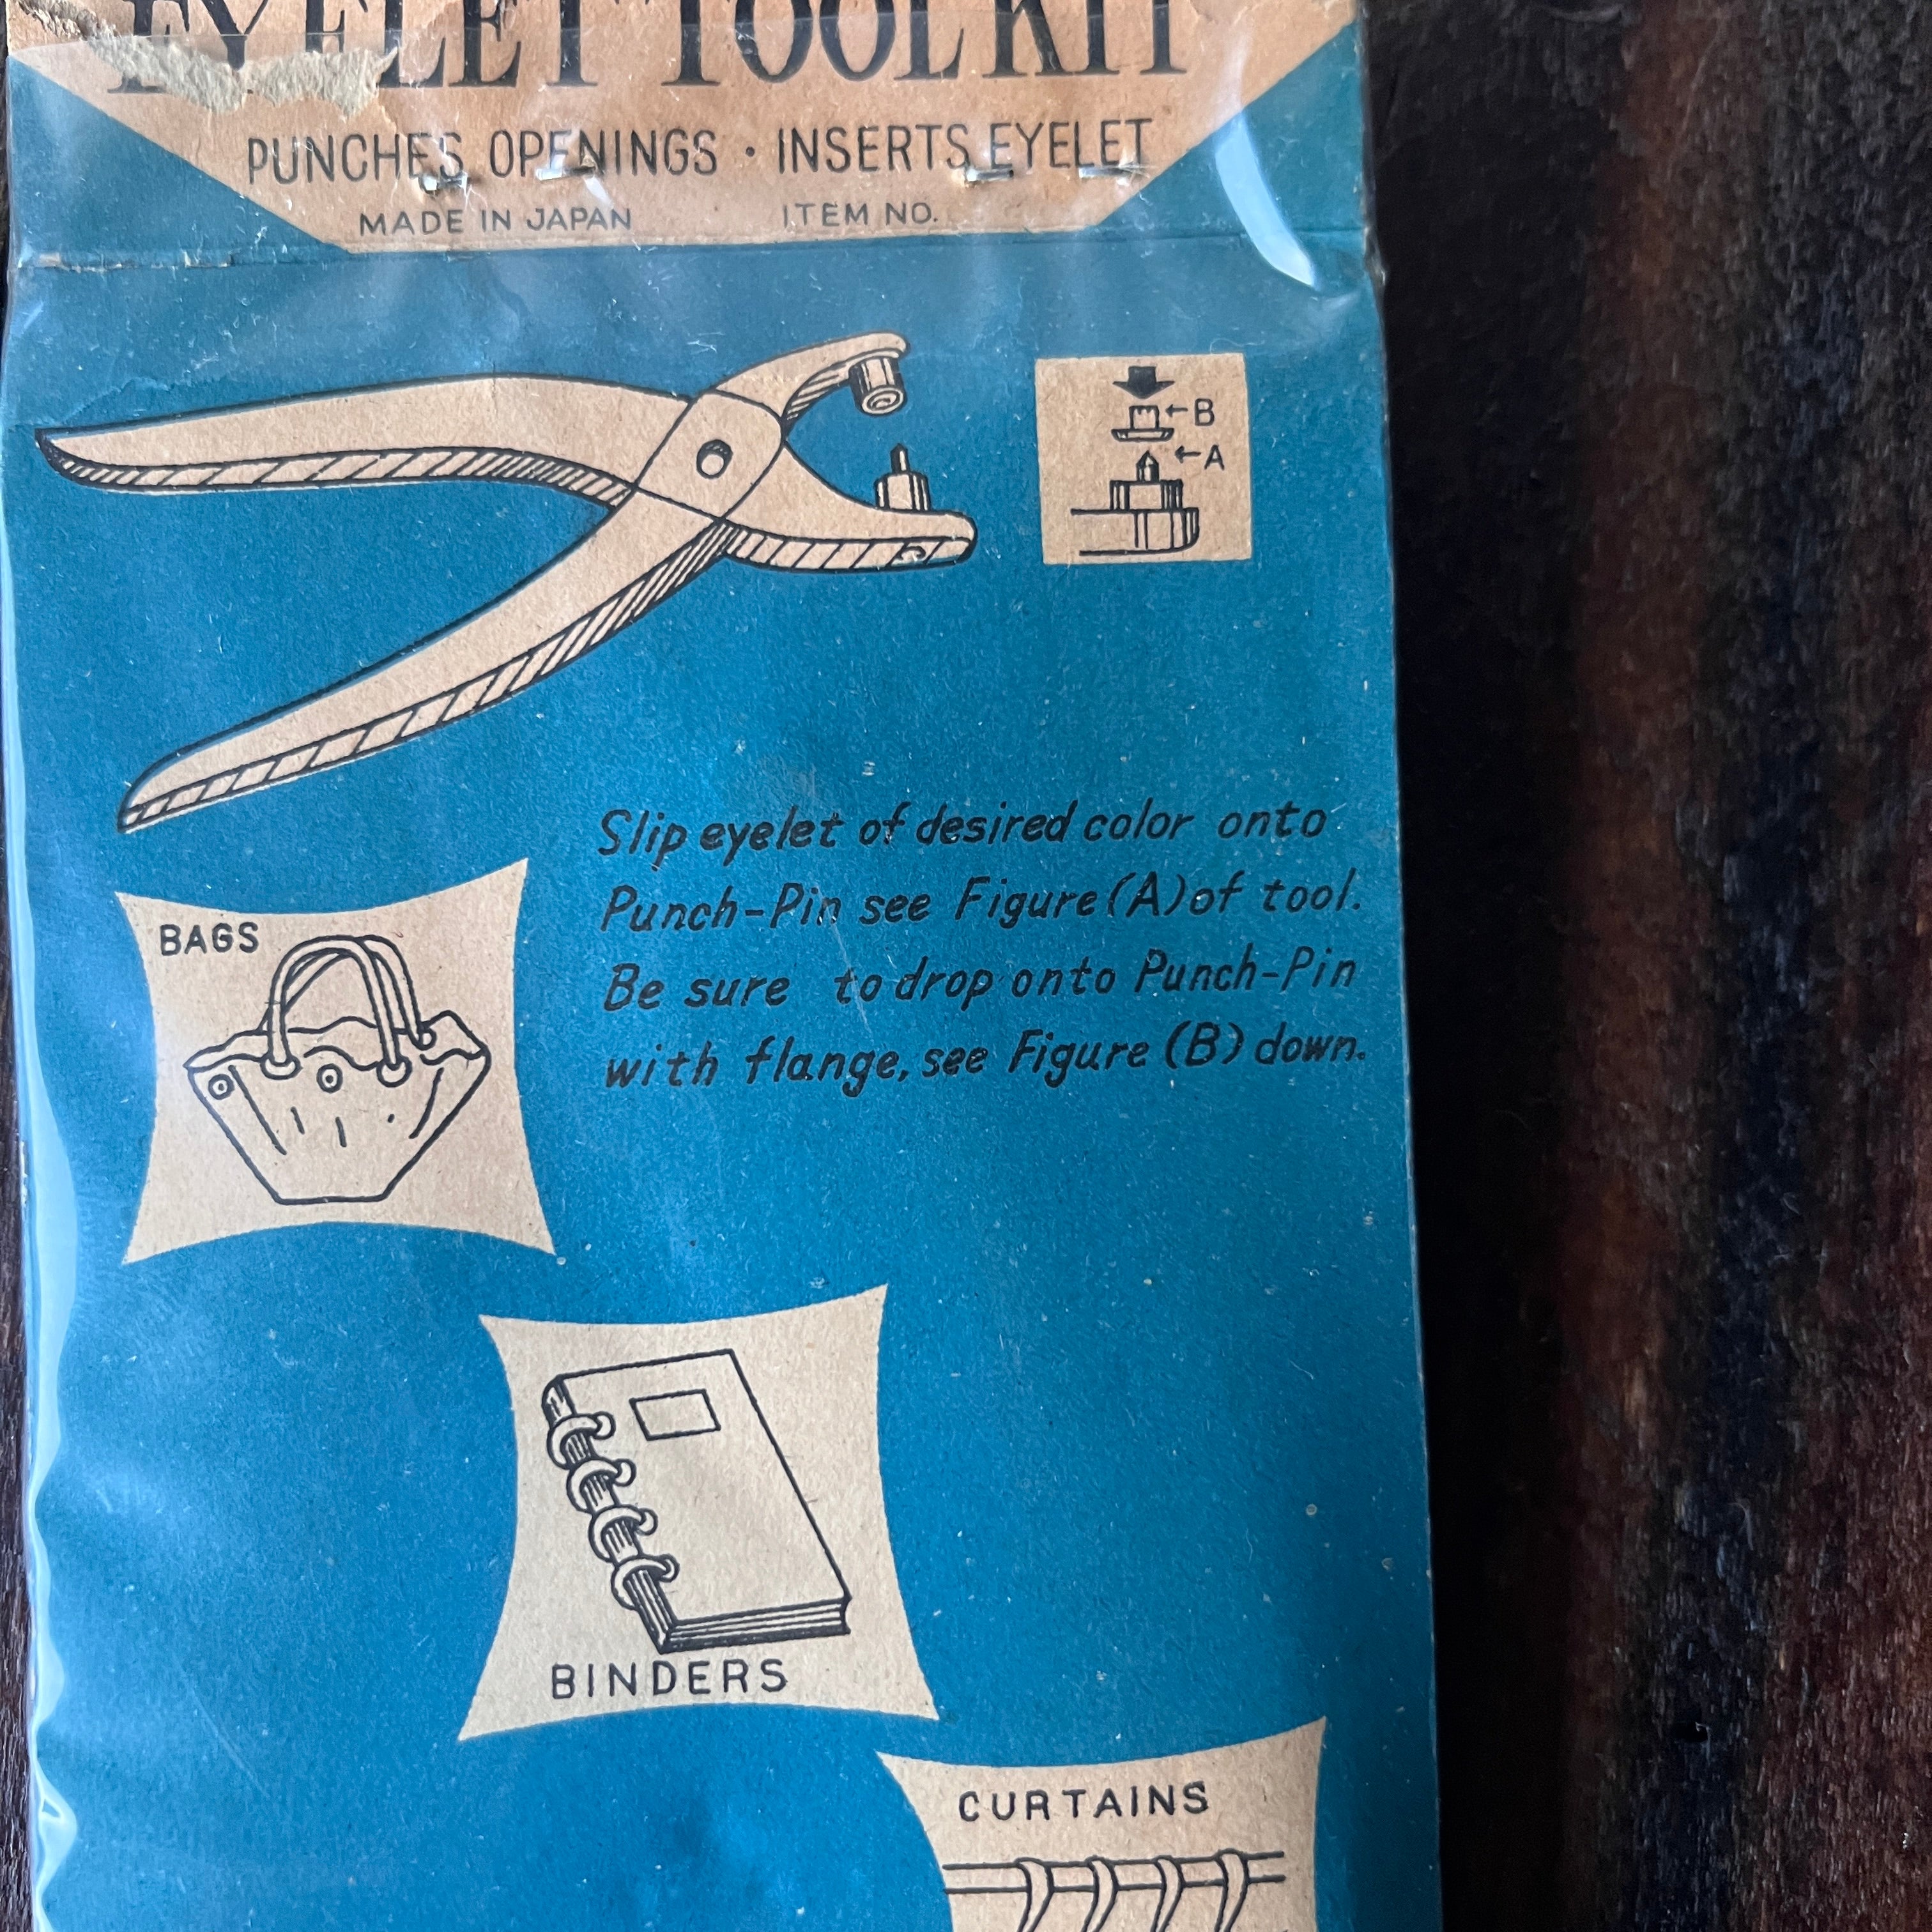 EYELET TOOL KIT
PUNCHES OPENINGS · INSERTS EYELET
MADE IN JAPAN ITEM NO.
←B
←A
Slip eyelet of desired color onto
Punch-Pin see Figure (A) of tool.
Be sure to drop onto Punch-Pin
with flange, see Figure (B) down.
BAGS
BINDERS
CURTAINS